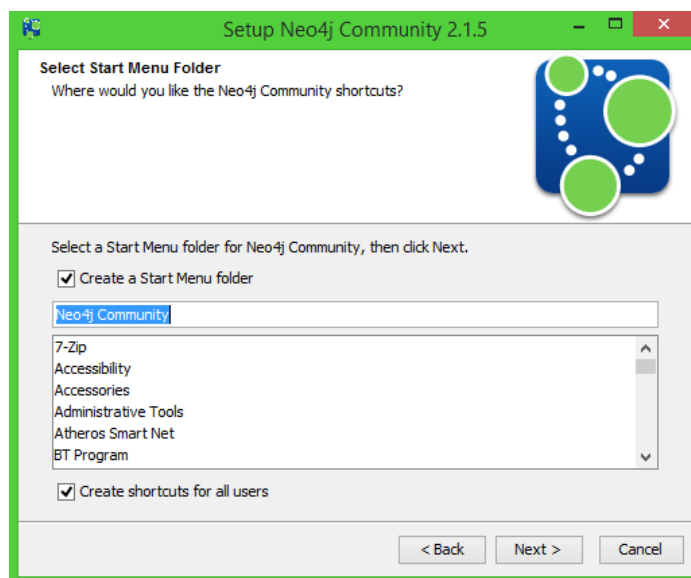 Setup Neo4j Community 2.1.5
Select Start Menu Folder
Where would you like the Neo4j Community shortcuts?
Select a Start Menu folder for Neo4j Community, then click Next.
Create a Start Menu folder
Neo4j Community
7-Zip
Accessibility
Accessories
Administrative Tools
Atheros Smart Net
BT Program
Create shortcuts for all users
< Back Next > Cancel